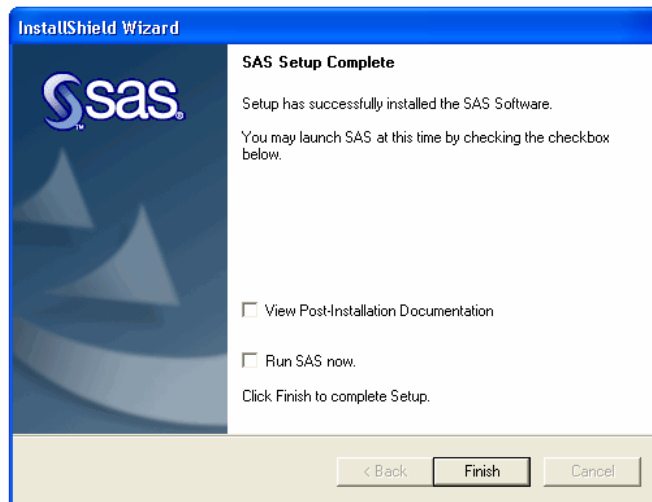 InstallShield Wizard
sas
TM
SAS Setup Complete
Setup has successfully installed the SAS Software.
You may launch SAS at this time by checking the checkbox
below.
View Post-Installation Documentation
Run SAS now.
Click Finish to complete Setup.
< Back
Finish
Cancel